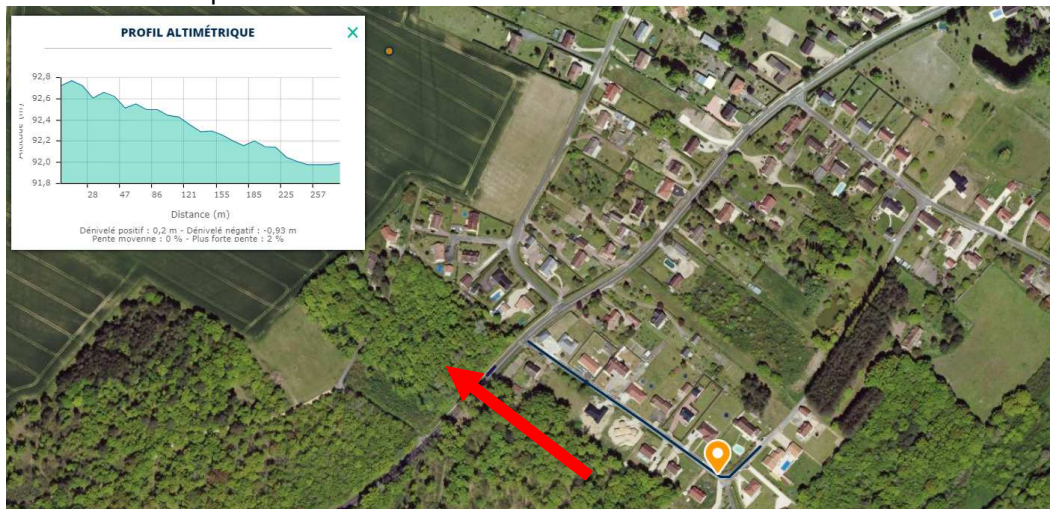 PROFIL ALTIMÉTRIQUE
92,8
92,6
92,4
92,2
92,0
91,8
28 47 86 121 155 185 225 257
Distance (m)
Dénivelé positif : 0,2 m - Dénivelé négatif : -0,93 m
Pente moyenne : 0 % - Plus forte pente : 2 %